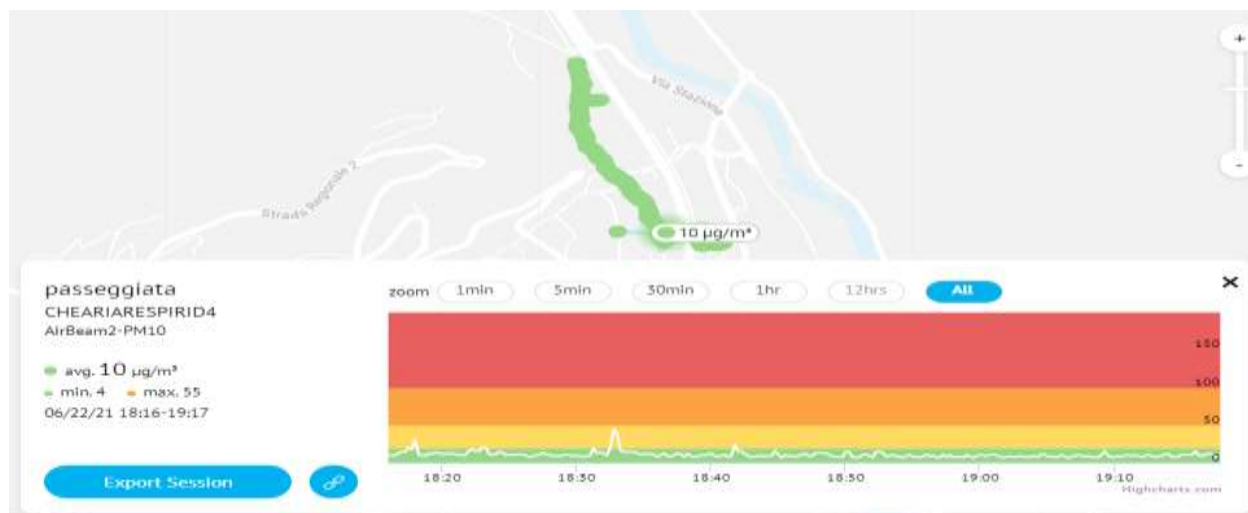 +
Via Stazione
Strada Regionale 2
-
10 µg/m³
passeggiata
CHEARIARESPIRID4
AirBeam2-PM10
avg. 10 µg/m³
min. 4 max. 55
06/22/21 18:16-19:17
Export Session
zoom 1min 5min 30min 1hr 12hrs All
×
150
100
50
0
18:20 18:30 18:40 18:50 19:00 19:10
Highcharts.com